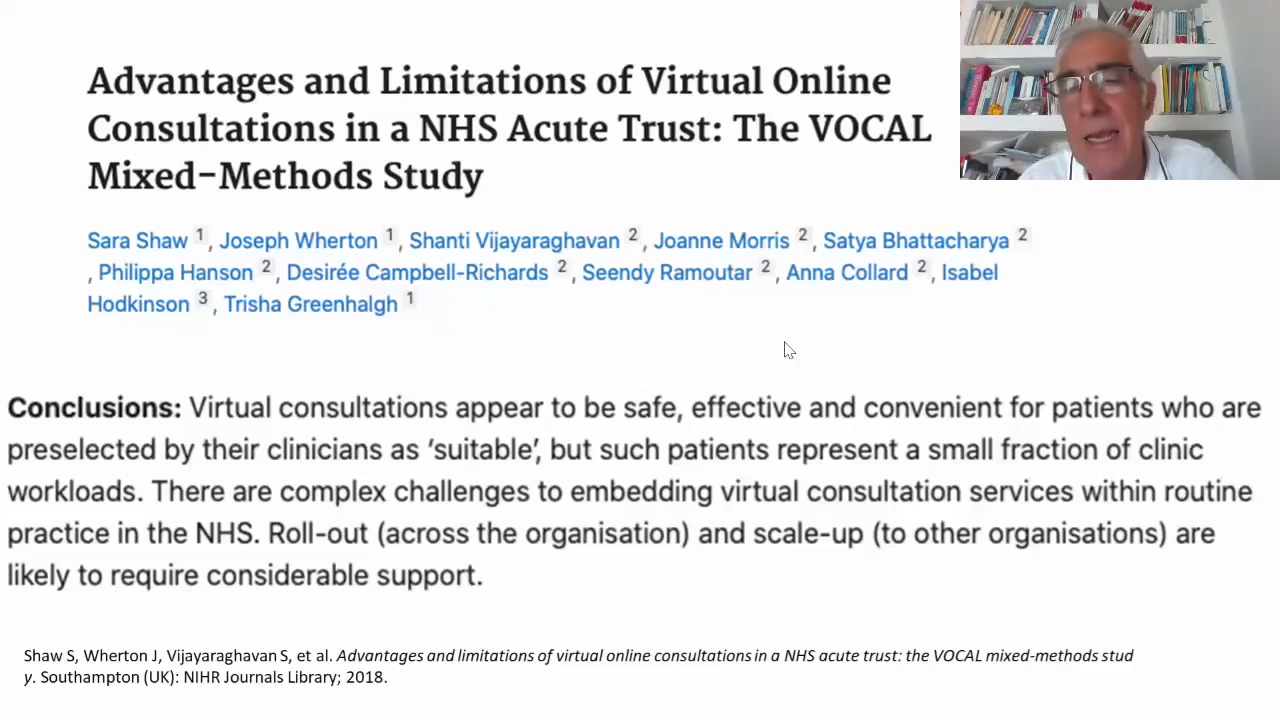 Advantages and Limitations of Virtual Online
Consultations in a NHS Acute Trust: The VOCAL
Mixed-Methods Study
Sara Shaw 1, Joseph Wherton 1, Shanti Vijayaraghavan 2, Joanne Morris 2, Satya Bhattacharya 2
, Philippa Hanson 2, Desirée Campbell-Richards 2, Seendy Ramoutar 2, Anna Collard 2, Isabel
Hodkinson 3, Trisha Greenhalgh 1
Conclusions: Virtual consultations appear to be safe, effective and convenient for patients who are
preselected by their clinicians as ‘suitable’, but such patients represent a small fraction of clinic
workloads. There are complex challenges to embedding virtual consultation services within routine
practice in the NHS. Roll-out (across the organisation) and scale-up (to other organisations) are
likely to require considerable support.
Shaw S, Wherton J, Vijayaraghavan S, et al. Advantages and limitations of virtual online consultations in a NHS acute trust: the VOCAL mixed-methods stud
y. Southampton (UK): NIHR Journals Library; 2018.